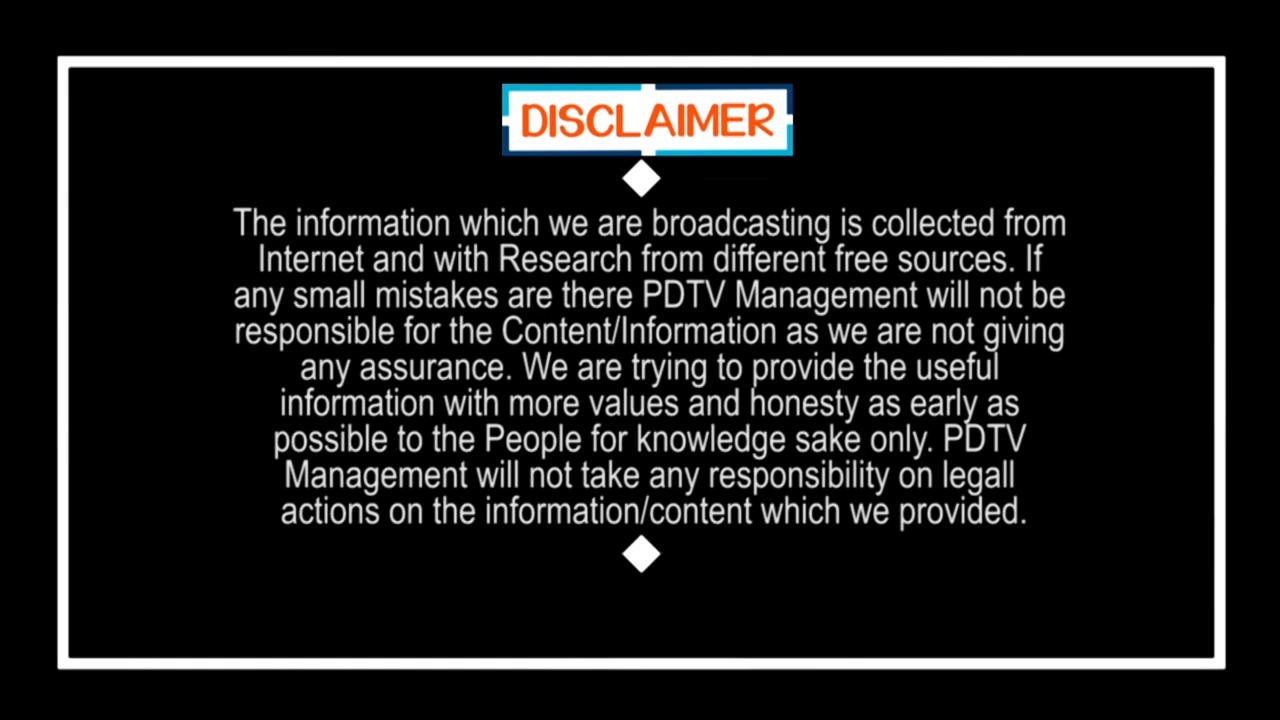 DISCLAIMER
The information which we are broadcasting is collected from
Internet and with Research from different free sources. If
any small mistakes are there PDTV Management will not be
responsible for the Content/Information as we are not giving
any assurance. We are trying to provide the useful
information with more values and honesty as early as
possible to the People for knowledge sake only. PDTV
Management will not take any responsibility on legall
actions on the information/content which we provided.